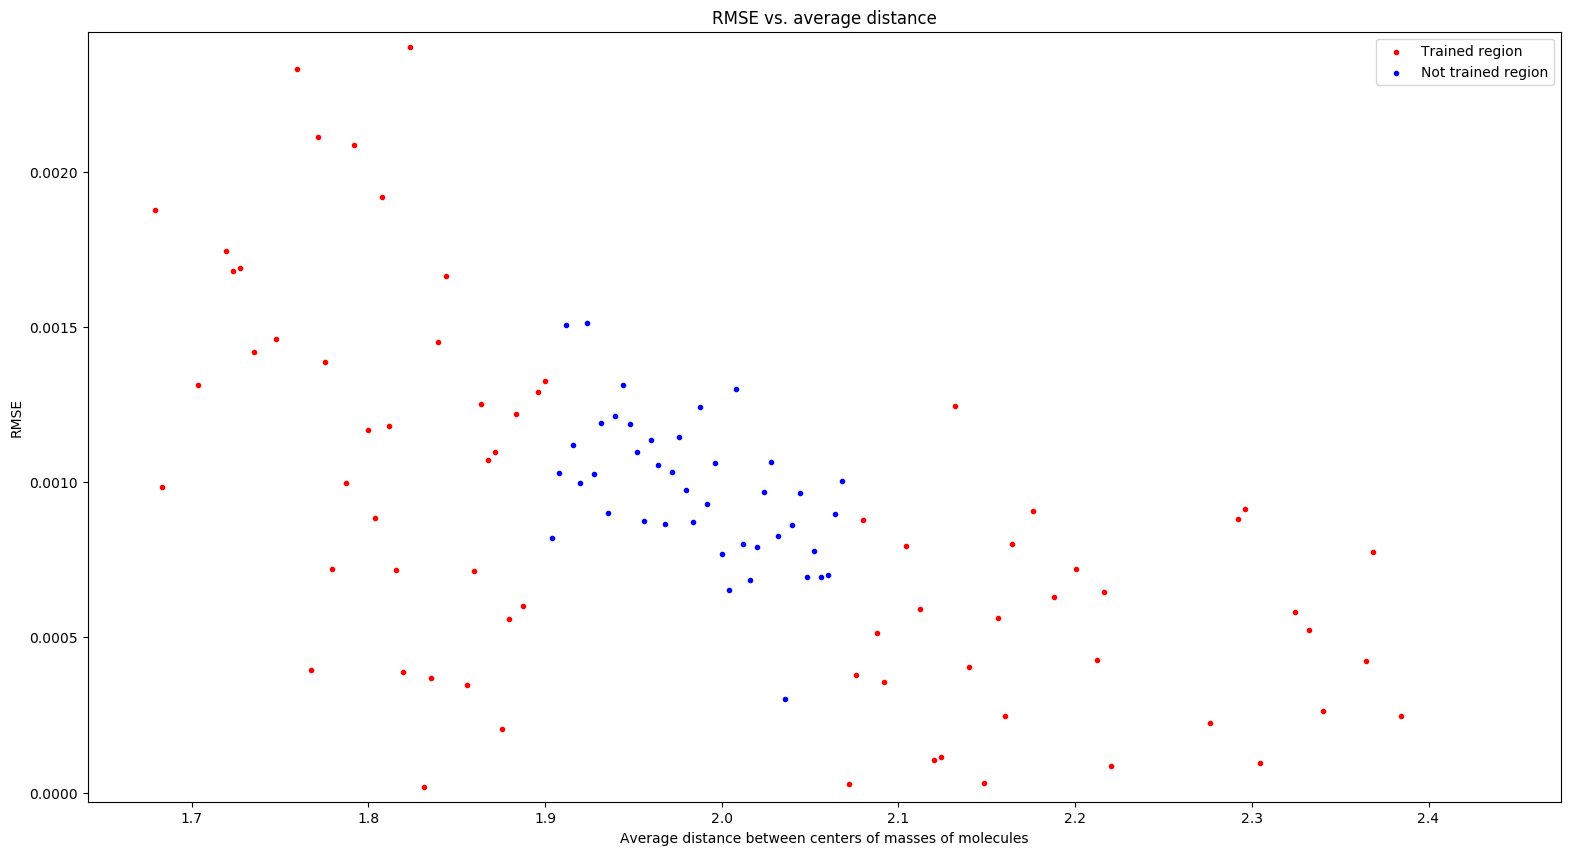 RMSE vs. average distance
Trained region
Not trained region
RMSE
0.0020
0.0015
0.0010
0.0005
0.0000
1.7 1.8 1.9 2.0 2.1 2.2 2.3 2.4
Average distance between centers of masses of molecules